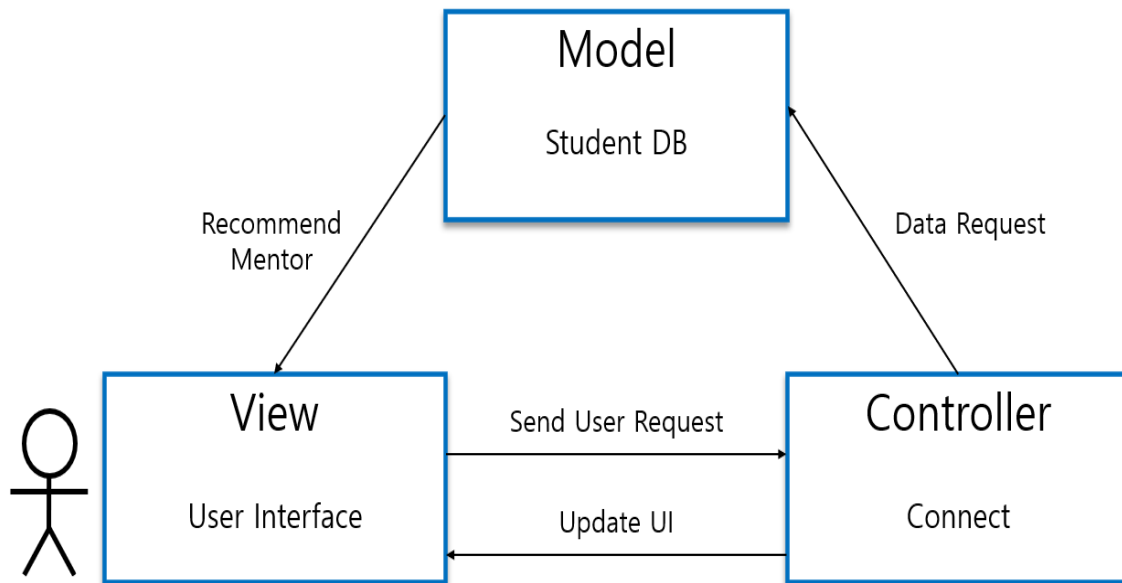 Model
Student DB
Recommend
Mentor
Data Request
View
User Interface
Send User Request
Update UI
Controller
Connect